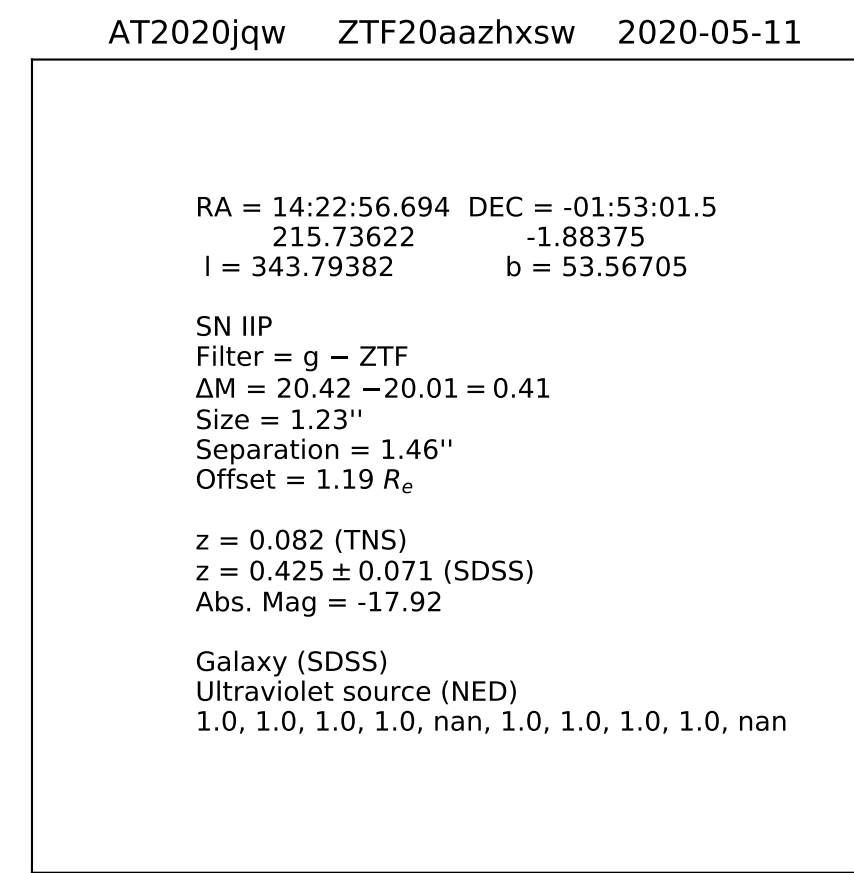 AT2020jqw ZTF20aazhxsw 2020-05-11
RA = 14:22:56.694 DEC = -01:53:01.5
215.73622 -1.88375
l = 343.79382 b = 53.56705
SN IIP
Filter = g − ZTF
ΔM = 20.42 −20.01 = 0.41
Size = 1.23''
Separation = 1.46''
Offset = 1.19 Rₑ
z = 0.082 (TNS)
z = 0.425 ± 0.071 (SDSS)
Abs. Mag = -17.92
Galaxy (SDSS)
Ultraviolet source (NED)
1.0, 1.0, 1.0, 1.0, nan, 1.0, 1.0, 1.0, 1.0, nan